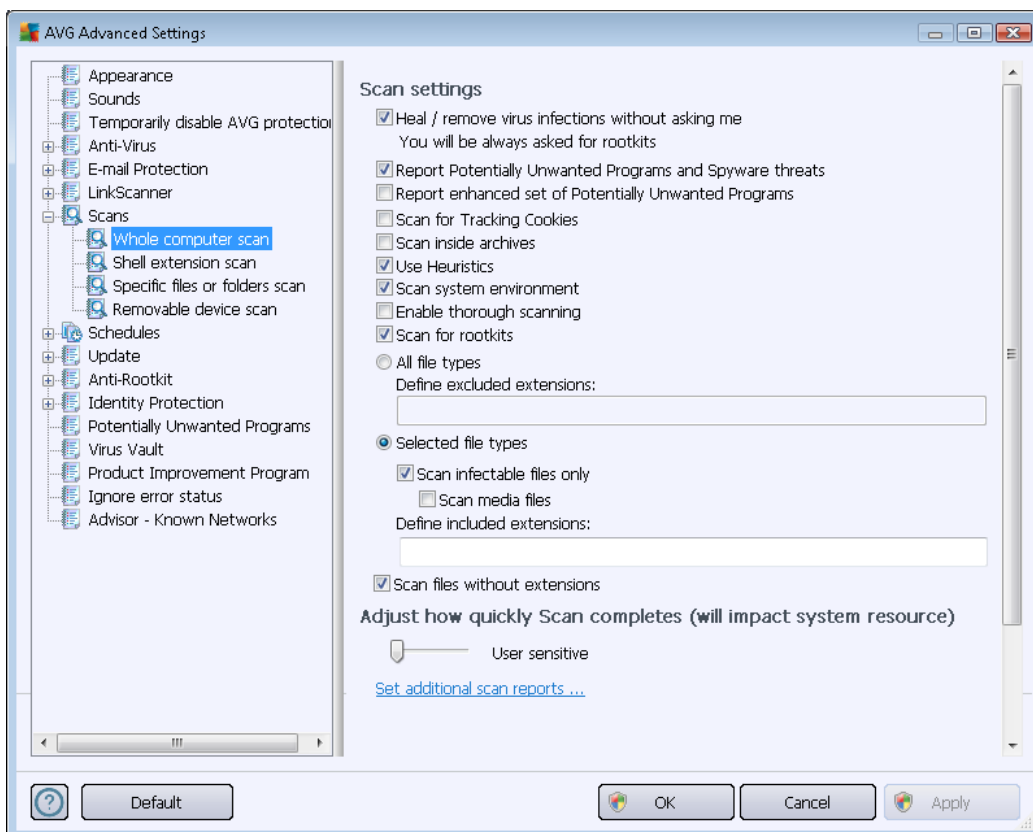 AVG Advanced Settings
Appearance
Sounds
Temporarily disable AVG protection
Anti-Virus
E-mail Protection
LinkScanner
Scans
Whole computer scan
Shell extension scan
Specific files or folders scan
Removable device scan
Schedules
Update
Anti-Rootkit
Identity Protection
Potentially Unwanted Programs
Virus Vault
Product Improvement Program
Ignore error status
Advisor - Known Networks
Scan settings
Heal / remove virus infections without asking me
You will be always asked for rootkits
Report Potentially Unwanted Programs and Spyware threats
Report enhanced set of Potentially Unwanted Programs
Scan for Tracking Cookies
Scan inside archives
Use Heuristics
Scan system environment
Enable thorough scanning
Scan for rootkits
All file types
Define excluded extensions:
Selected file types
Scan infectable files only
Scan media files
Define included extensions:
Scan files without extensions
Adjust how quickly Scan completes (will impact system resource)
User sensitive
Set additional scan reports ...
Default
OK
Cancel
Apply